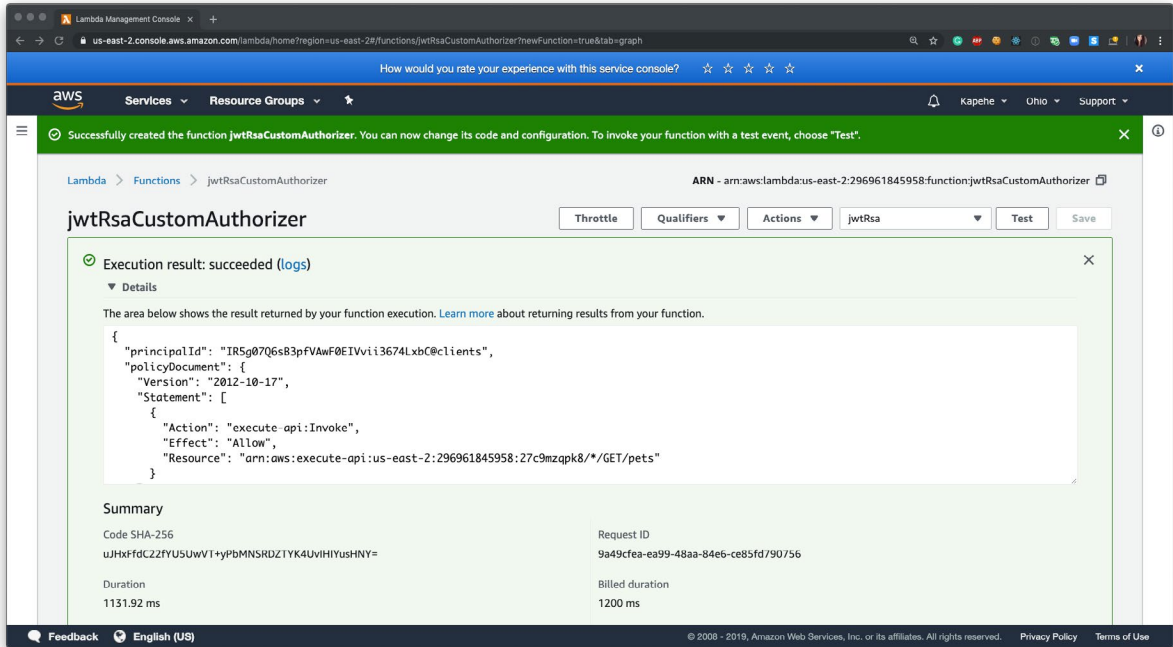 Lambda Management Console
us-east-2.console.aws.amazon.com/lambda/home?region=us-east-2#/functions/jwtRsaCustomAuthorizer?newFunction=true&tab=graph
How would you rate your experience with this service console?
aws Services Resource Groups Kapehe Ohio Support
Successfully created the function jwtRsaCustomAuthorizer. You can now change its code and configuration. To invoke your function with a test event, choose "Test".
Lambda > Functions > jwtRsaCustomAuthorizer ARN - arn:aws:lambda:us-east-2:296961845958:function:jwtRsaCustomAuthorizer
jwtRsaCustomAuthorizer Throttle Qualifiers Actions jwtRsa Test Save
Execution result: succeeded (logs)
Details
The area below shows the result returned by your function execution. Learn more about returning results from your function.
{
"principalId": "IR5g07Q6sB3pfVAwF0EIVvii3674LxbC@clients",
"policyDocument": {
"Version": "2012-10-17",
"Statement": [
{
"Action": "execute-api:Invoke",
"Effect": "Allow",
"Resource": "arn:aws:execute-api:us-east-2:296961845958:27c9mzqpk8/*/GET/pets"
}
Summary
Code SHA-256 Request ID
uJHxFfdC22fYU5UwVT+yPbMNSRDZTYK4UvIHIYusHNY= 9a49cfea-ea99-48aa-84e6-ce85fd790756
Duration Billed duration
1131.92 ms 1200 ms
Feedback English (US) © 2008 - 2019, Amazon Web Services, Inc. or its affiliates. All rights reserved. Privacy Policy Terms of Use